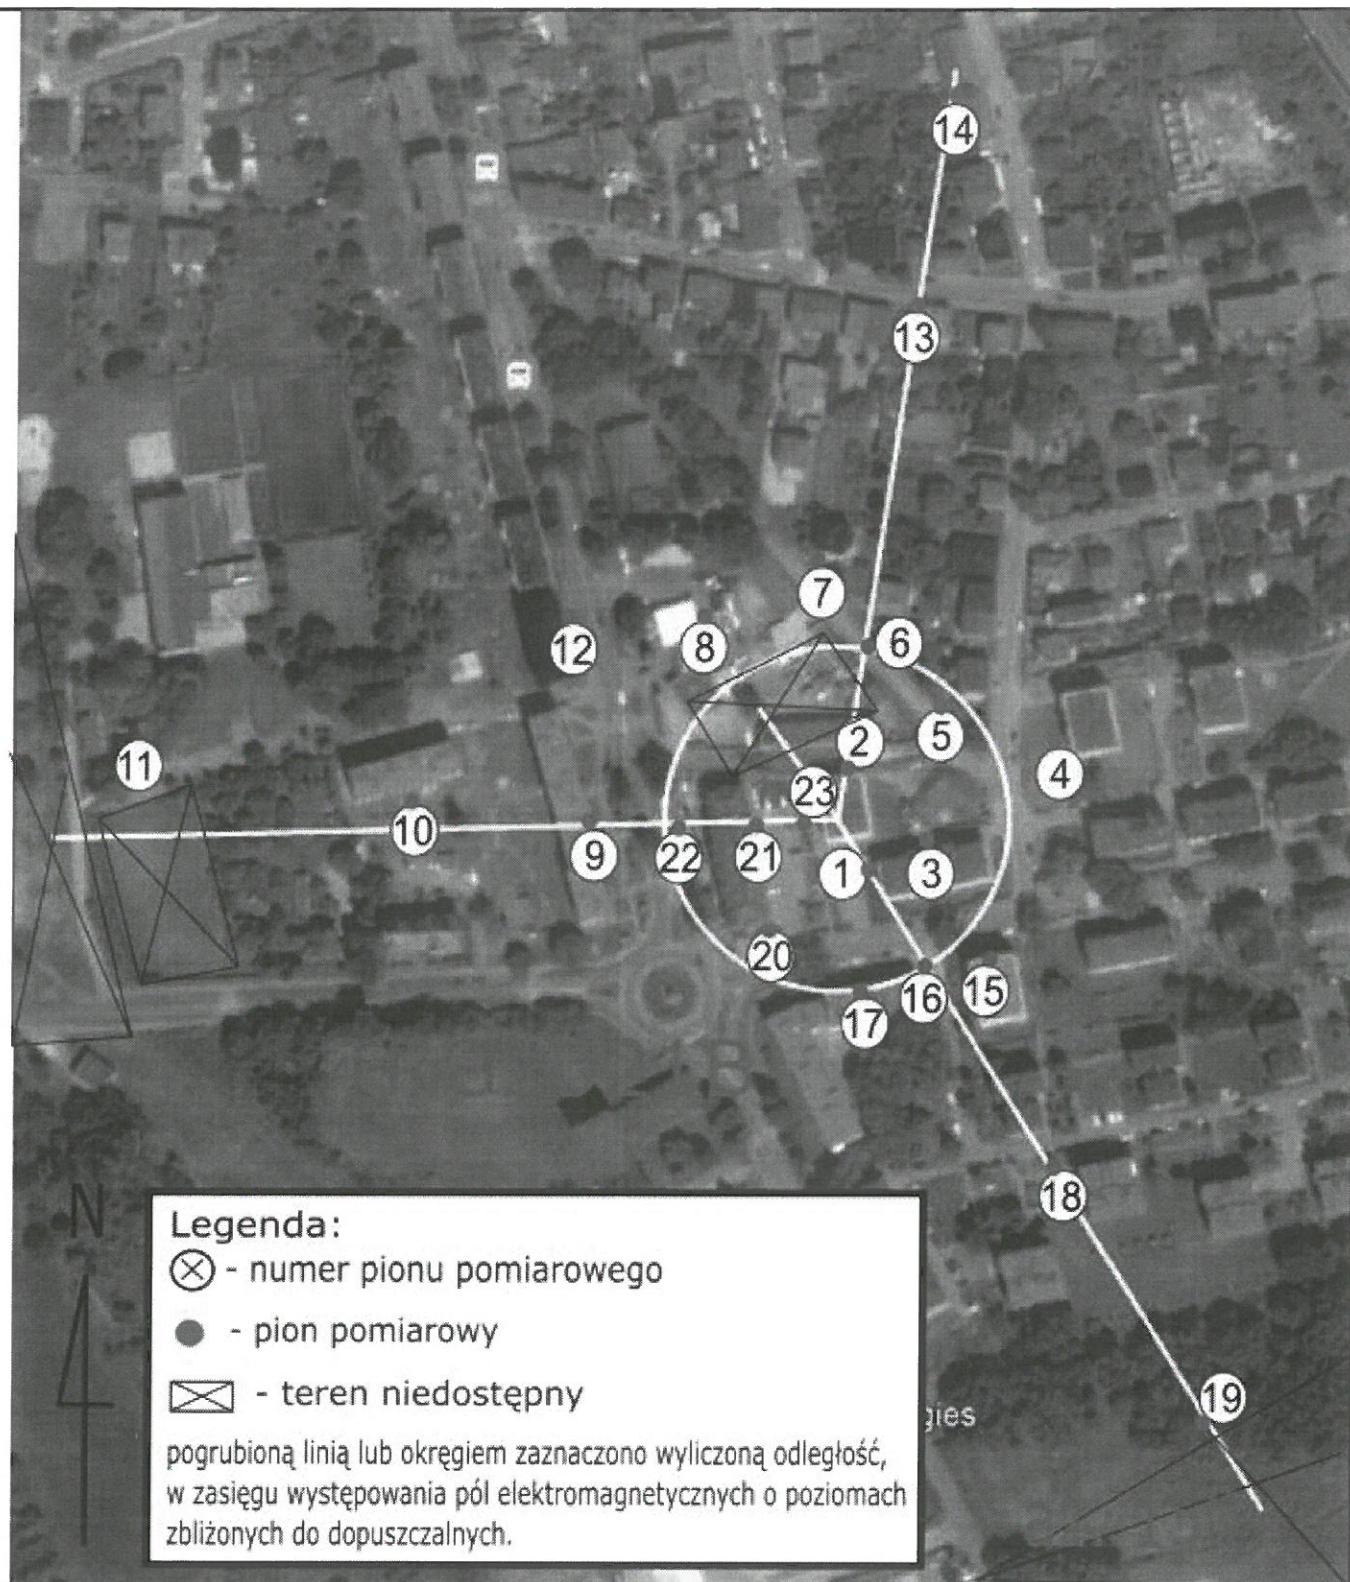 14
13
7
6
12
8
2
5
11
4
23
10
9
22
21
1
3
20
16
15
17
18
N
19
gies
Legenda:
- numer pionu pomiarowego
- pion pomiarowy
- teren niedostępny
pogrubioną linią lub okręgiem zaznaczono wyliczoną odległość,
w zasięgu występowania pól elektromagnetycznych o poziomach
zbliżonych do dopuszczalnych.